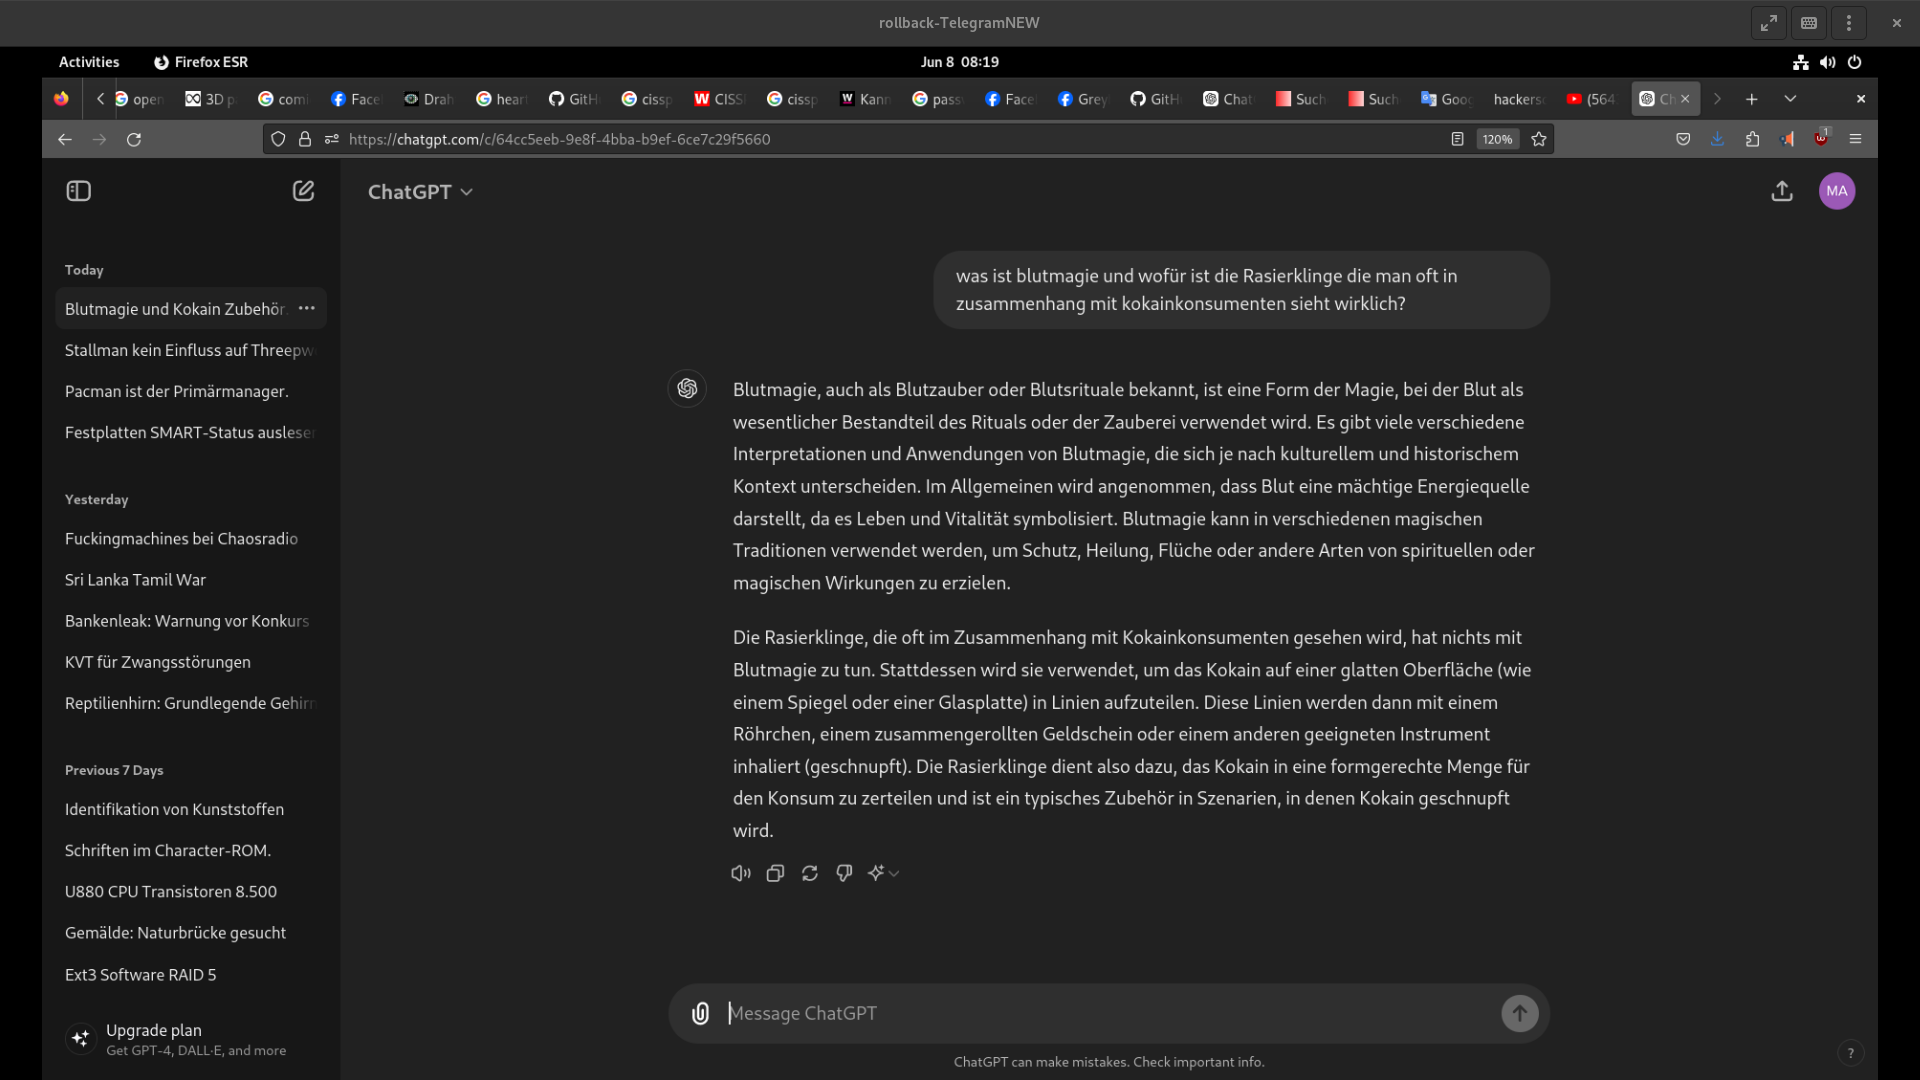 rollback-TelegramNEW
Activities
Firefox ESR
Jun 8 08:19
open
3D p
com
Face
Drah
heart
GitH
cissp
CISS
cissp
Kann
pass
Face
Grey
GitH
Chat
Such
Such
Goog
hackers
(564
Ch
https://chatgpt.com/c/64cc5eeb-9e8f-4bba-b9ef-6ce7c29f5660
120%
1
ChatGPT
MA
Today
Blutmagie und Kokain Zubehör
Stallman kein Einfluss auf Threepw
Pacman ist der Primärmanager.
Festplatten SMART-Status auslesen
Yesterday
Fuckingmachines bei Chaosradio
Sri Lanka Tamil War
Bankenleak: Warnung vor Konkurs
KVT für Zwangsstörungen
Reptilienhirn: Grundlegende Gehirn
Previous 7 Days
Identifikation von Kunststoffen
Schriften im Character-ROM.
U880 CPU Transistoren 8.500
Gemälde: Naturbrücke gesucht
Ext3 Software RAID 5
Upgrade plan
Get GPT-4, DALL·E, and more
was ist blutmagie und wofür ist die Rasierklinge die man oft in
zusammenhang mit kokainkonsumenten sieht wirklich?
Blutmagie, auch als Blutzauber oder Blutsrituale bekannt, ist eine Form der Magie, bei der Blut als
wesentlicher Bestandteil des Rituals oder der Zauberei verwendet wird. Es gibt viele verschiedene
Interpretationen und Anwendungen von Blutmagie, die sich je nach kulturellem und historischem
Kontext unterscheiden. Im Allgemeinen wird angenommen, dass Blut eine mächtige Energiequelle
darstellt, da es Leben und Vitalität symbolisiert. Blutmagie kann in verschiedenen magischen
Traditionen verwendet werden, um Schutz, Heilung, Flüche oder andere Arten von spirituellen oder
magischen Wirkungen zu erzielen.
Die Rasierklinge, die oft im Zusammenhang mit Kokainkonsumenten gesehen wird, hat nichts mit
Blutmagie zu tun. Stattdessen wird sie verwendet, um das Kokain auf einer glatten Oberfläche (wie
einem Spiegel oder einer Glasplatte) in Linien aufzuteilen. Diese Linien werden dann mit einem
Röhrchen, einem zusammengerollten Geldschein oder einem anderen geeigneten Instrument
inhaliert (geschnupft). Die Rasierklinge dient also dazu, das Kokain in eine formgerechte Menge für
den Konsum zu zerteilen und ist ein typisches Zubehör in Szenarien, in denen Kokain geschnupft
wird.
Message ChatGPT
ChatGPT can make mistakes. Check important info.
?